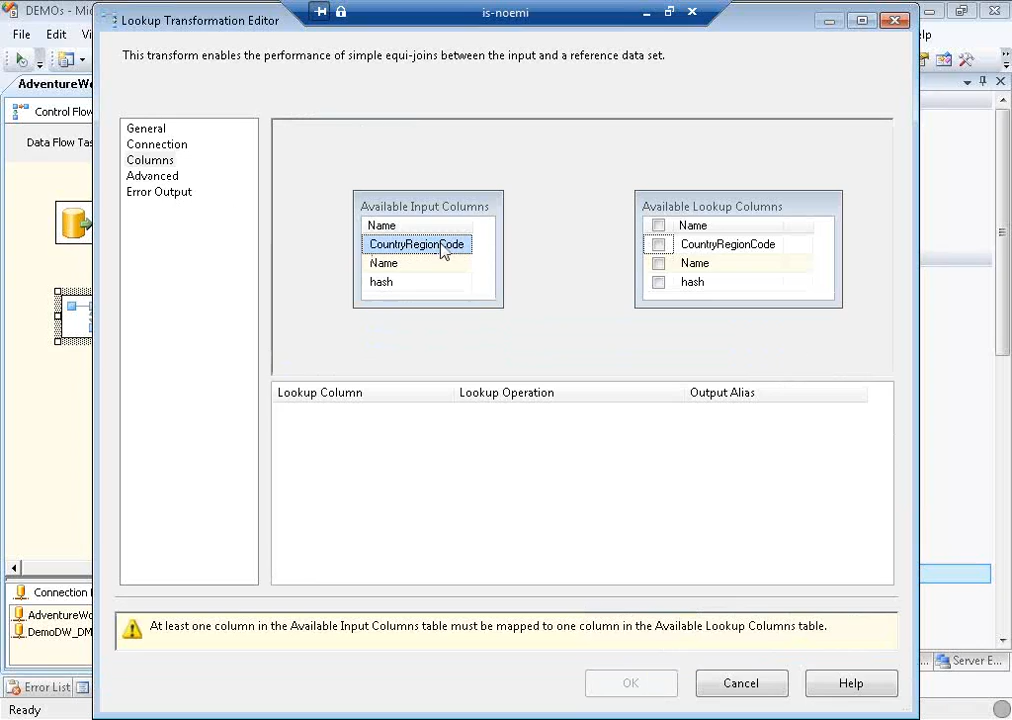 DEMOs - Mic
Lookup Transformation Editor
is-noemi
File Edit Vi
elp
This transform enables the performance of simple equi-joins between the input and a reference data set.
AdventureWo
Control Flow
Data Flow Tas
General
Connection
Columns
Advanced
Error Output
Available Input Columns
Name
CountryRegionCode
Name
hash
Available Lookup Columns
Name
CountryRegionCode
Name
hash
Lookup Column Lookup Operation Output Alias
Connection
AdventureWo
DemoDW_DM
At least one column in the Available Input Columns table must be mapped to one column in the Available Lookup Columns table.
OK Cancel Help
Error List
... Server E...
Ready